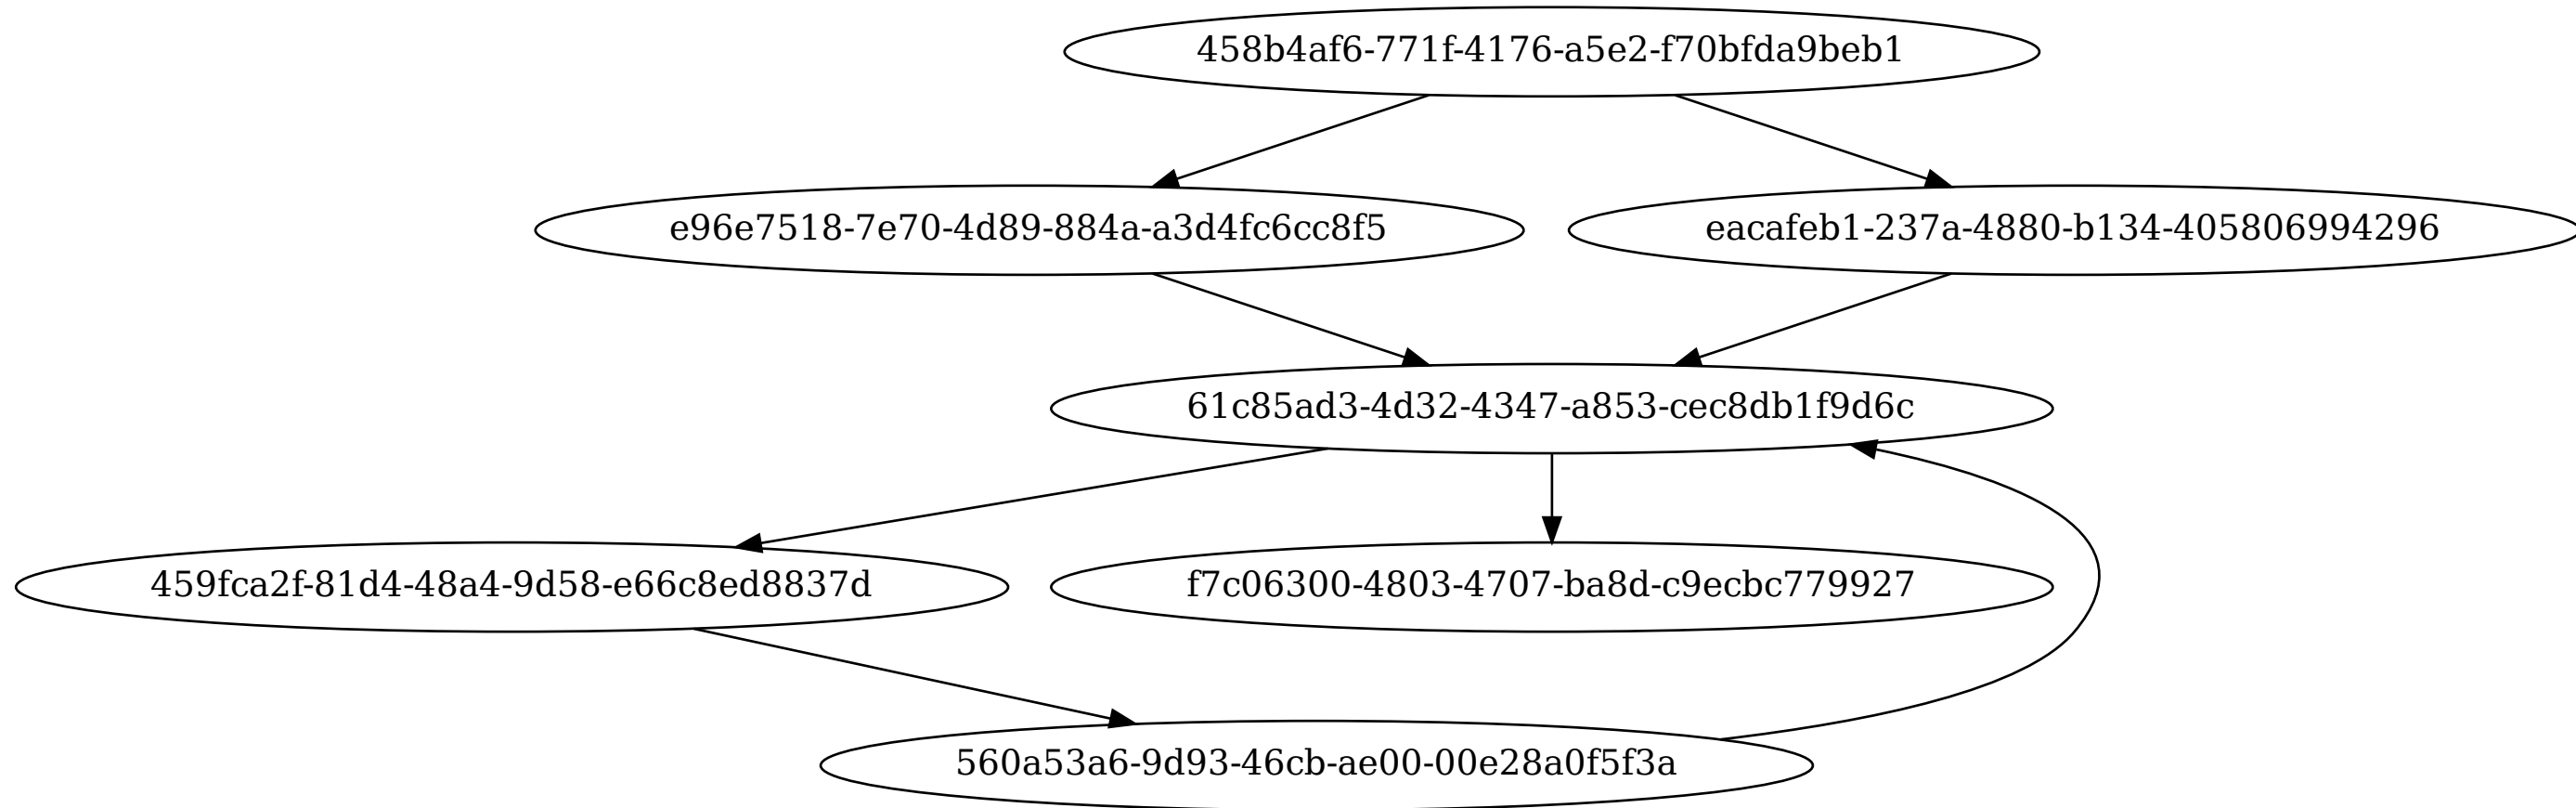 458b4af6-771f-4176-a5e2-f70bfda9beb1
e96e7518-7e70-4d89-884a-a3d4fc6cc8f5
eacafeb1-237a-4880-b134-405806994296
61c85ad3-4d32-4347-a853-cec8db1f9d6c
459fca2f-81d4-48a4-9d58-e66c8ed8837d
f7c06300-4803-4707-ba8d-c9ecbc779927
560a53a6-9d93-46cb-ae00-00e28a0f5f3a